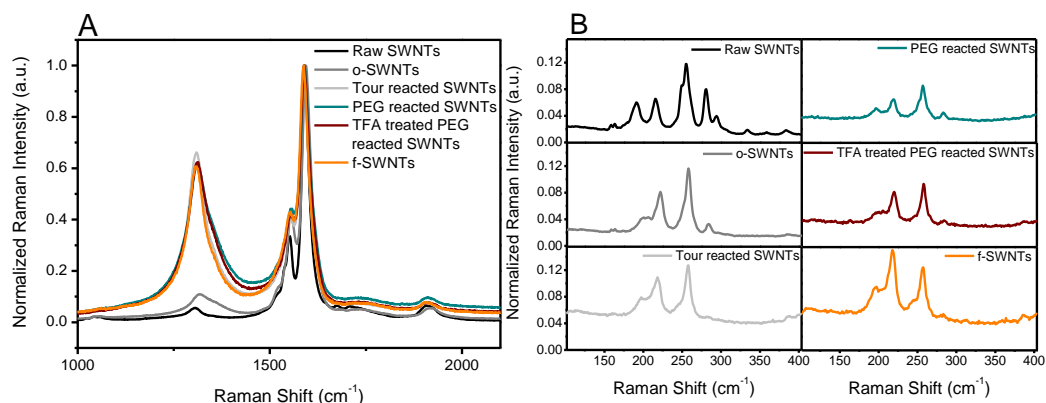 A
Normalized Raman Intensity (a.u.)
1.0
0.8
0.6
0.4
0.2
0.0
Raw SWNTs
o-SWNTs
Tour reacted SWNTs
PEG reacted SWNTs
TFA treated PEG
reacted SWNTs
f-SWNTs
1000 1500 2000
Raman Shift (cm-1)
B
Normalized Raman Intensity (a.u.)
0.12
0.08
0.04
0.00
Raw SWNTs
PEG reacted SWNTs
0.12
0.08
0.04
0.00
o-SWNTs
TFA treated PEG reacted SWNTs
0.12
0.08
0.04
0.00
Tour reacted SWNTs
f-SWNTs
150 200 250 300 350 400
150 200 250 300 350 400
Raman Shift (cm-1)
Raman Shift (cm-1)